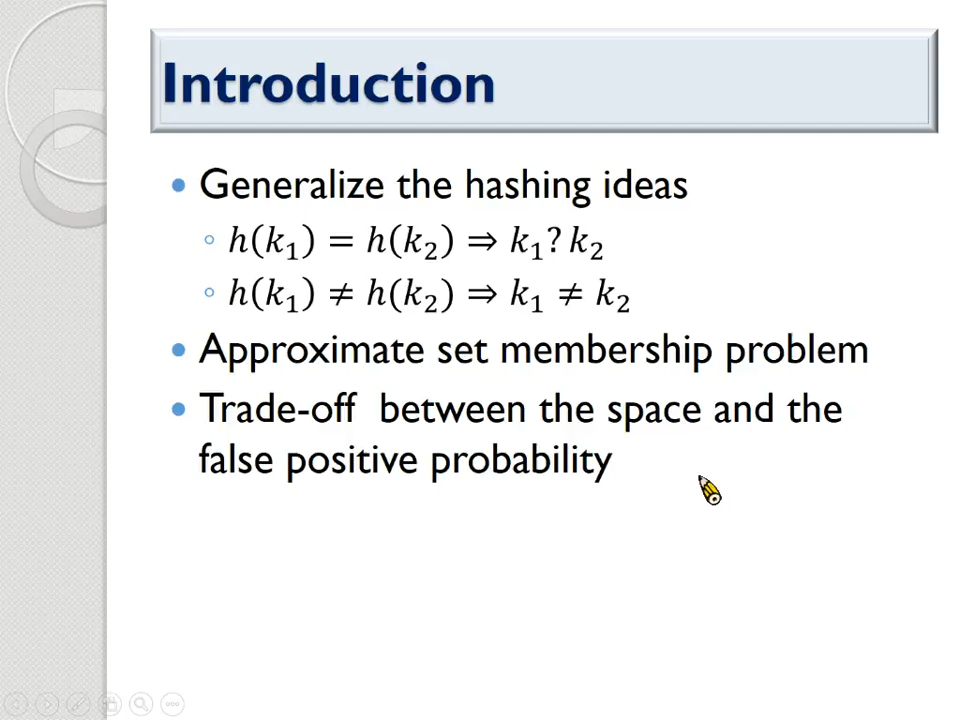 Introduction
Generalize the hashing ideas
h(k₁) = h(k₂) ⇒ k₁? k₂
h(k₁) ≠ h(k₂) ⇒ k₁ ≠ k₂
Approximate set membership problem
Trade-off between the space and the
false positive probability